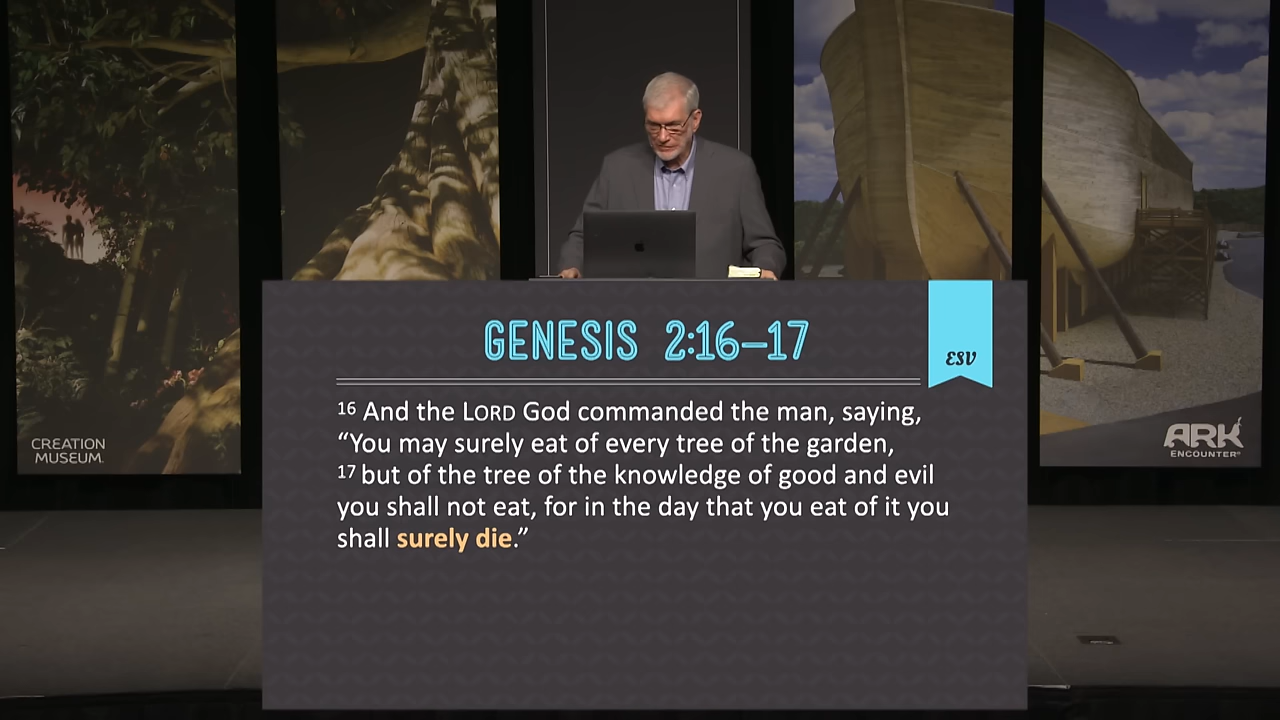 GENESIS 2:16–17
ESV
16 And the LORD God commanded the man, saying,
“You may surely eat of every tree of the garden,
17 but of the tree of the knowledge of good and evil
you shall not eat, for in the day that you eat of it you
shall surely die.”
CREATION
MUSEUM
ARK
ENCOUNTER